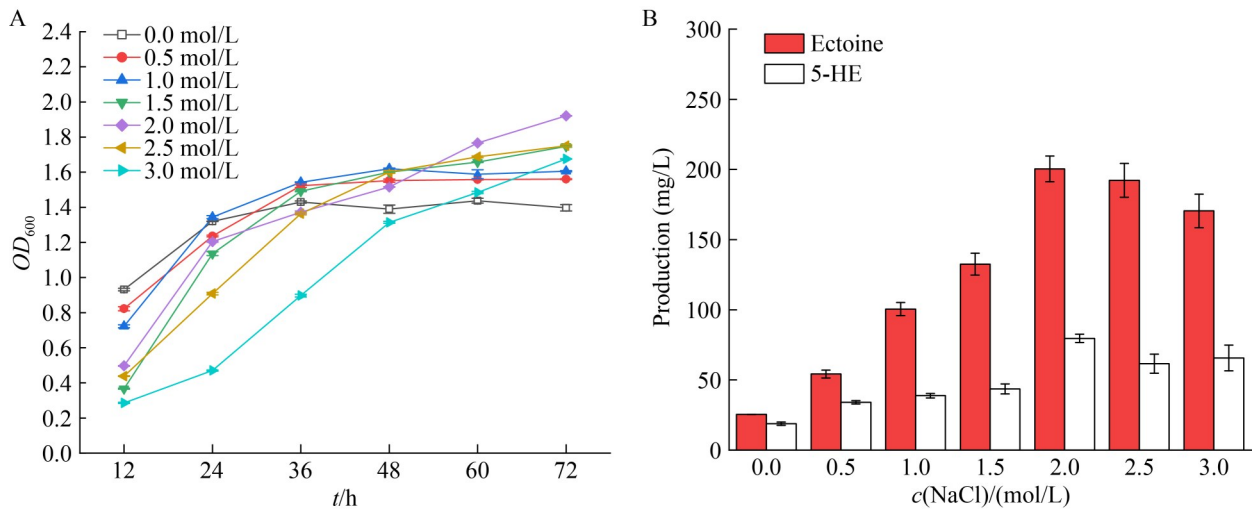 A
0.0 mol/L
0.5 mol/L
1.0 mol/L
1.5 mol/L
2.0 mol/L
2.5 mol/L
3.0 mol/L
OD600
2.4
2.2
2.0
1.8
1.6
1.4
1.2
1.0
0.8
0.6
0.4
0.2
0.0
12 24 36 48 60 72
t/h
B
Ectoine
5-HE
Production (mg/L)
300
250
200
150
100
50
0
0.0 0.5 1.0 1.5 2.0 2.5 3.0
c(NaCl)/(mol/L)